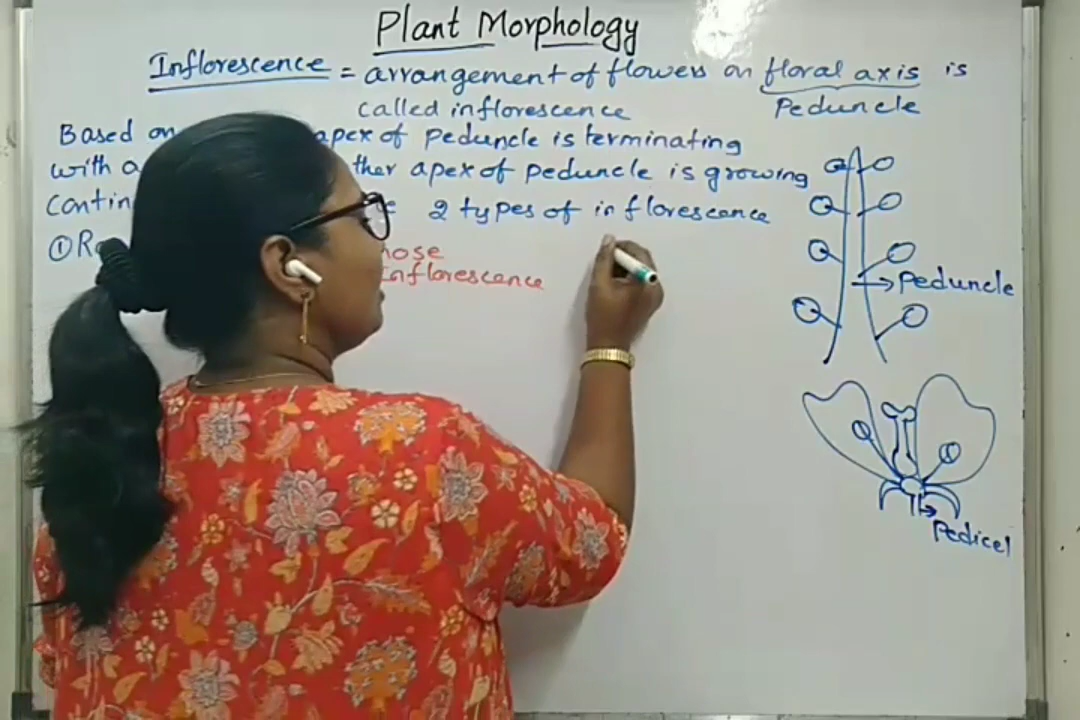 Plant Morphology
Inflorescence = arrangement of flowers on floral axis is
called inflorescence
Peduncle
Based on apex of Peduncle is terminating
with a ther apex of Peduncle is growing
Contin 2 types of inflorescence
① Ra
nose
Inflorescence
Peduncle
Pedicel